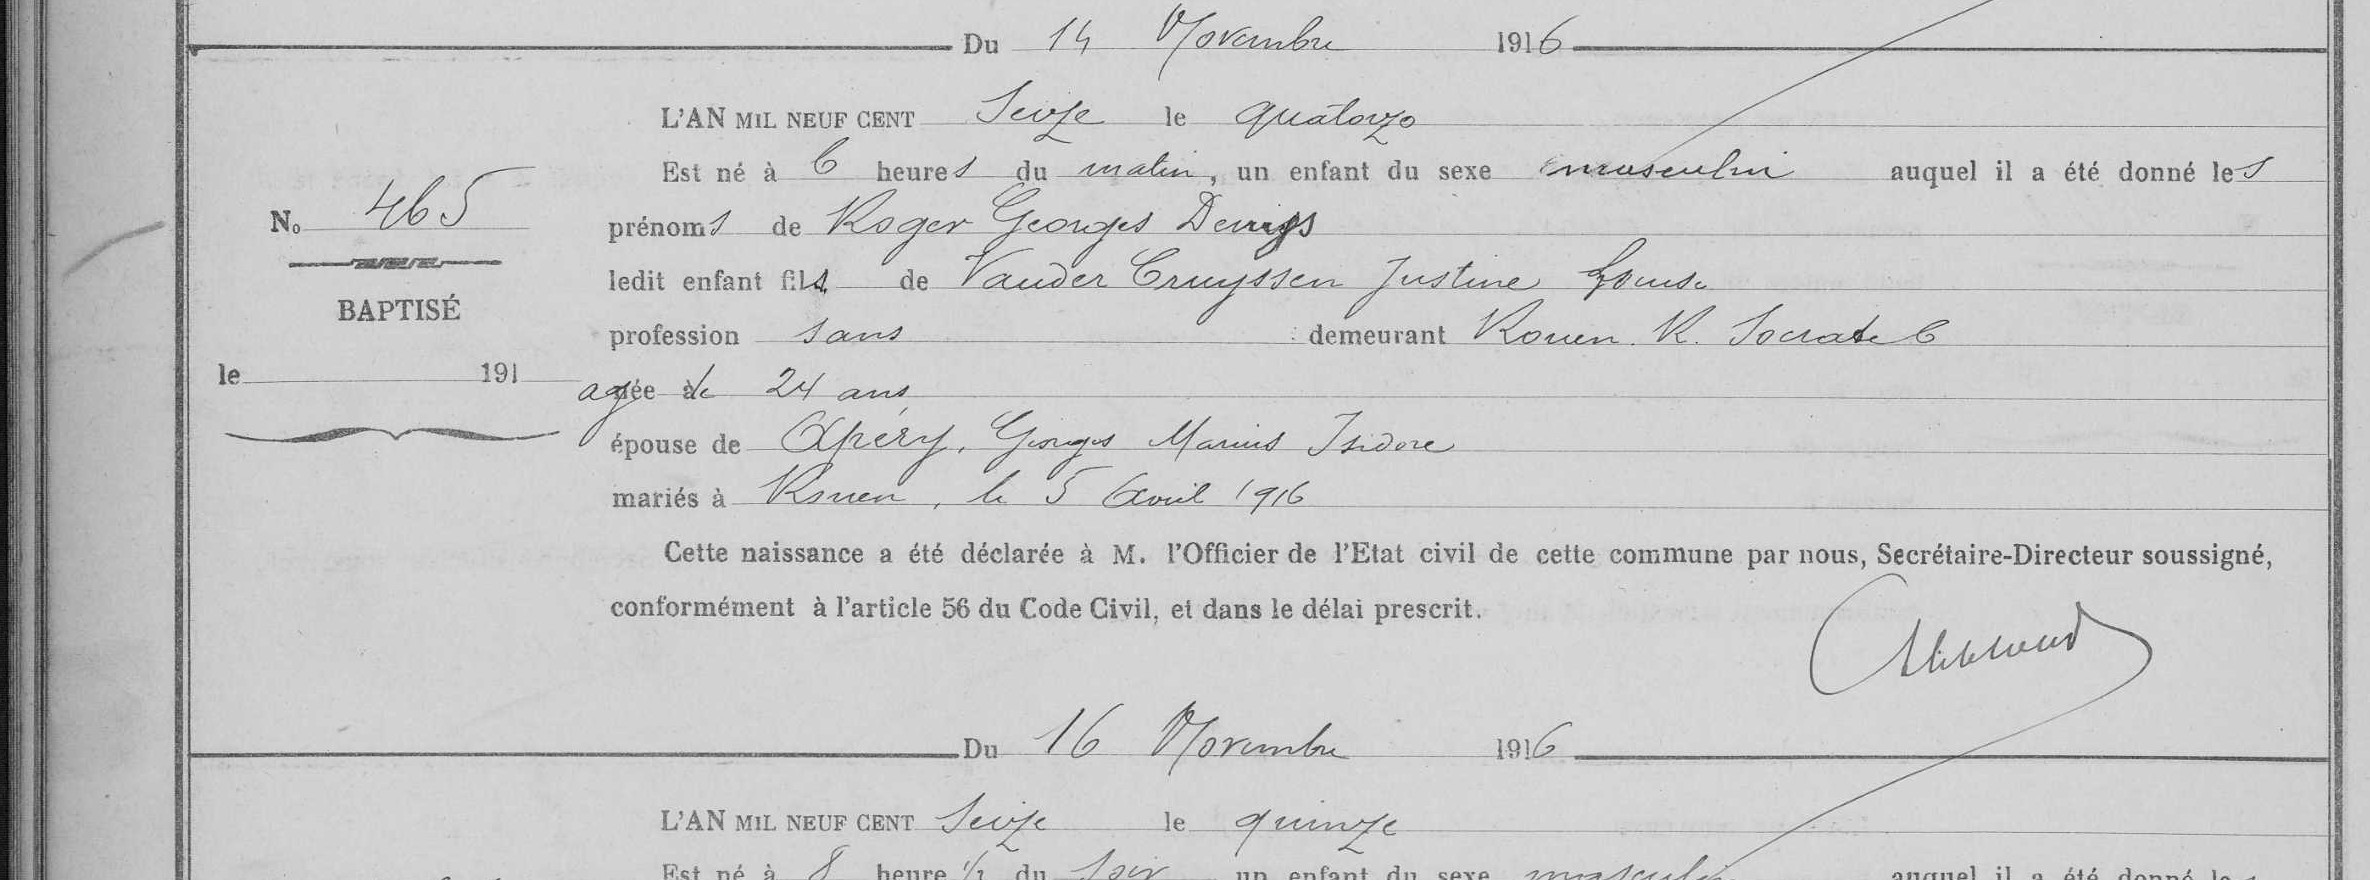 Du 14 Novembre 1916
L'AN MIL NEUF CENT Seize le quatorze
Est né à 6 heures du matin, un enfant du sexe masculin auquel il a été donné les
No 465
prénoms de Roger Georges Denys
ledit enfant fils de Vander Cruyssen Justine Louise
BAPTISÉ
profession sans demeurant Rouen. R. Socrate 6
le 191
agée de 24 ans
épouse de Apéry, Georges Marius Isidore
mariés à Rouen, le 5 Avril 1916
Cette naissance a été déclarée à M. l'Officier de l'Etat civil de cette commune par nous, Secrétaire-Directeur soussigné,
conformément à l'article 56 du Code Civil, et dans le délai prescrit.
Du 16 Novembre 1916
L'AN MIL NEUF CENT Seize le quinze
Est né à 8 heure 1/2 du soir un enfant du sexe masculin auquel il a été donné les